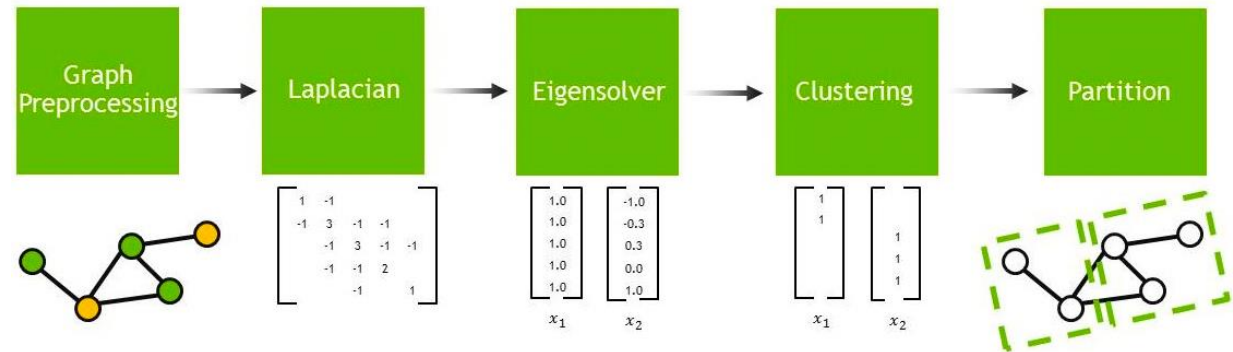 Graph
Preprocessing
Laplacian
Eigensolver
Clustering
Partition
1 -1
-1 3 -1 -1
-1 3 -1 -1
-1 -1 2
-1 1
1.0
1.0
1.0
1.0
1.0
x₁
-1.0
-0.3
0.3
0.0
1.0
x₂
1
1
x₁
1
1
1
x₂